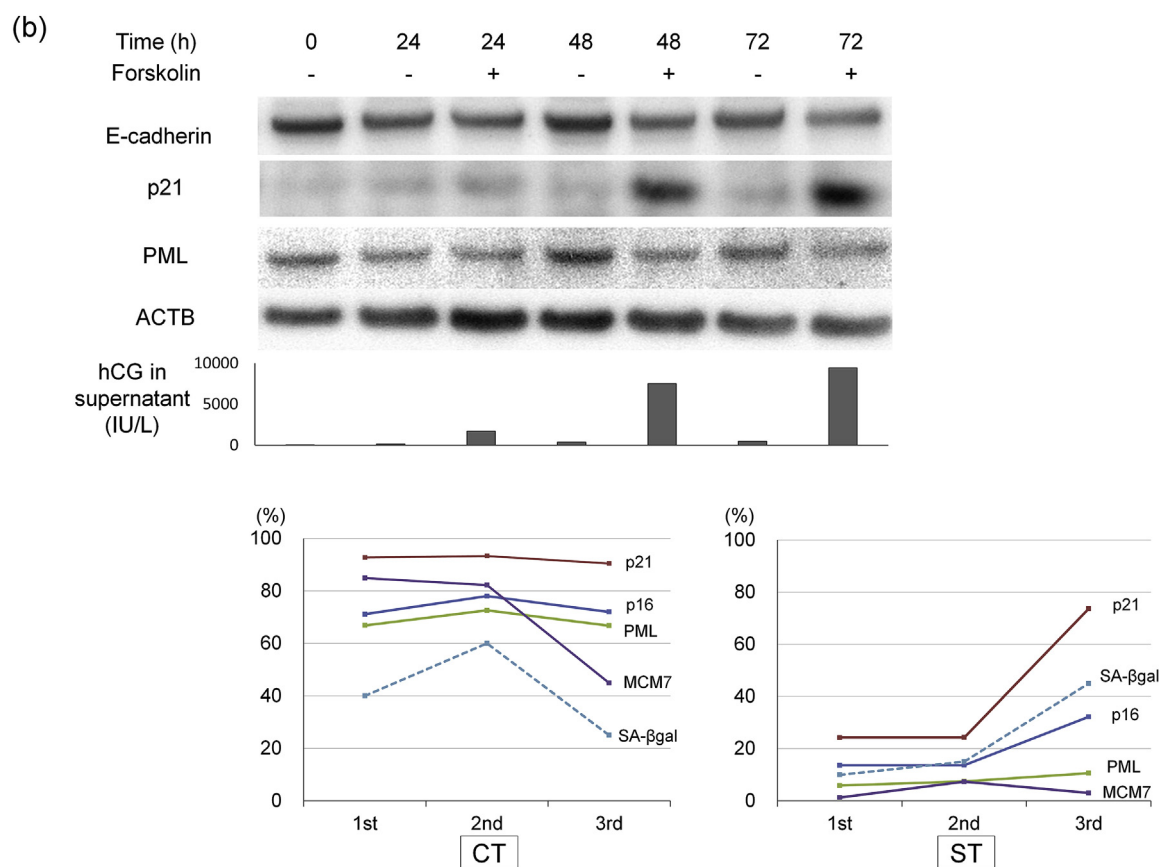 (b)
Time (h) 0 24 24 48 48 72 72
Forskolin - - + - + - +
E-cadherin
p21
PML
ACTB
hCG in
supernatant
(IU/L)
10000
5000
0
(%)
100
80
60
40
20
0
p21
p16
PML
MCM7
SA-βgal
1st 2nd 3rd
CT
(%)
100
80
60
40
20
0
p21
SA-βgal
p16
PML
MCM7
1st 2nd 3rd
ST